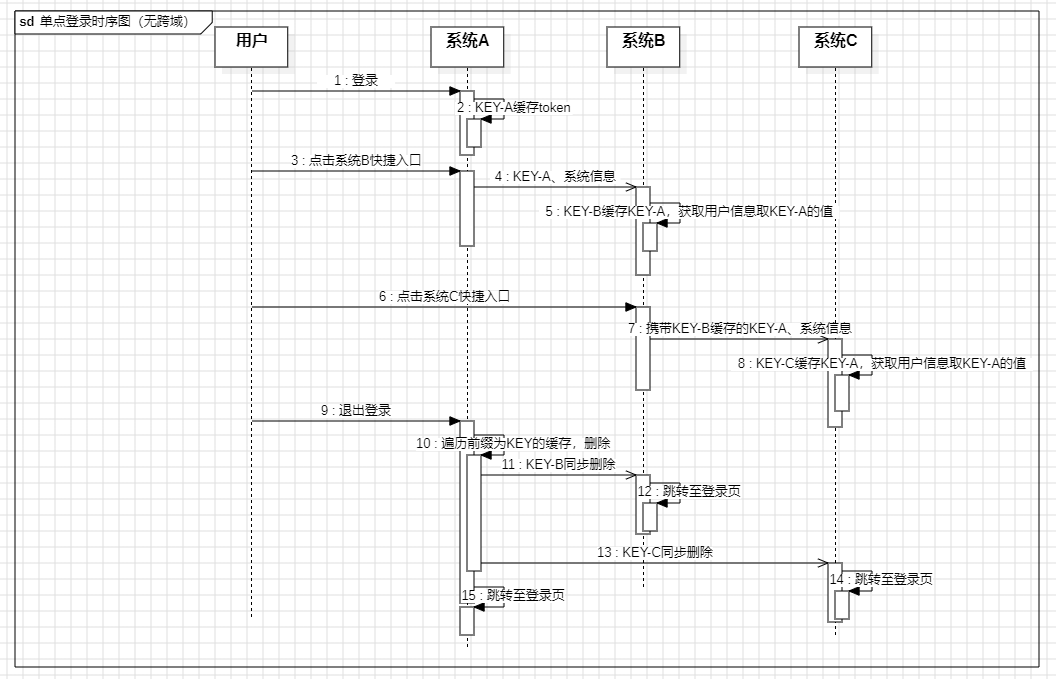 sd 单点登录时序图（无跨域）
用户
系统A
系统B
系统C
1 : 登录
2 : KEY-A缓存token
3 : 点击系统B快捷入口
4 : KEY-A、系统信息
5 : KEY-B缓存KEY-A，获取用户信息取KEY-A的值
6 : 点击系统C快捷入口
7 : 携带KEY-B缓存的KEY-A、系统信息
8 : KEY-C缓存KEY-A，获取用户信息取KEY-A的值
9 : 退出登录
10 : 遍历前缀为KEY的缓存，删除
11 : KEY-B同步删除
12 : 跳转至登录页
13 : KEY-C同步删除
14 : 跳转至登录页
15 : 跳转至登录页